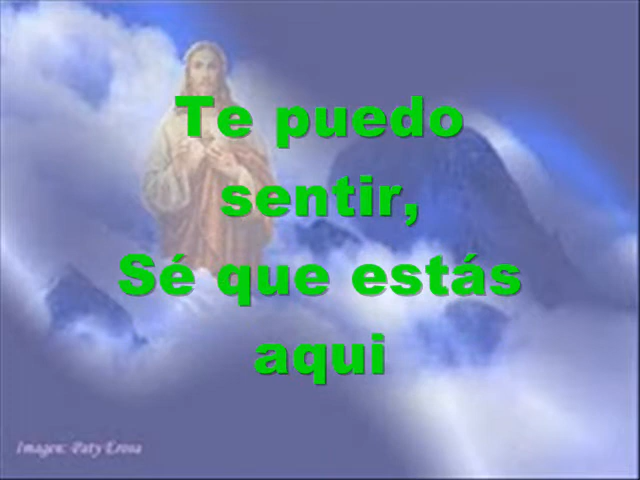 Te puedo
sentir,
Sé que estás
aqui
Imagen: Paty Erosa